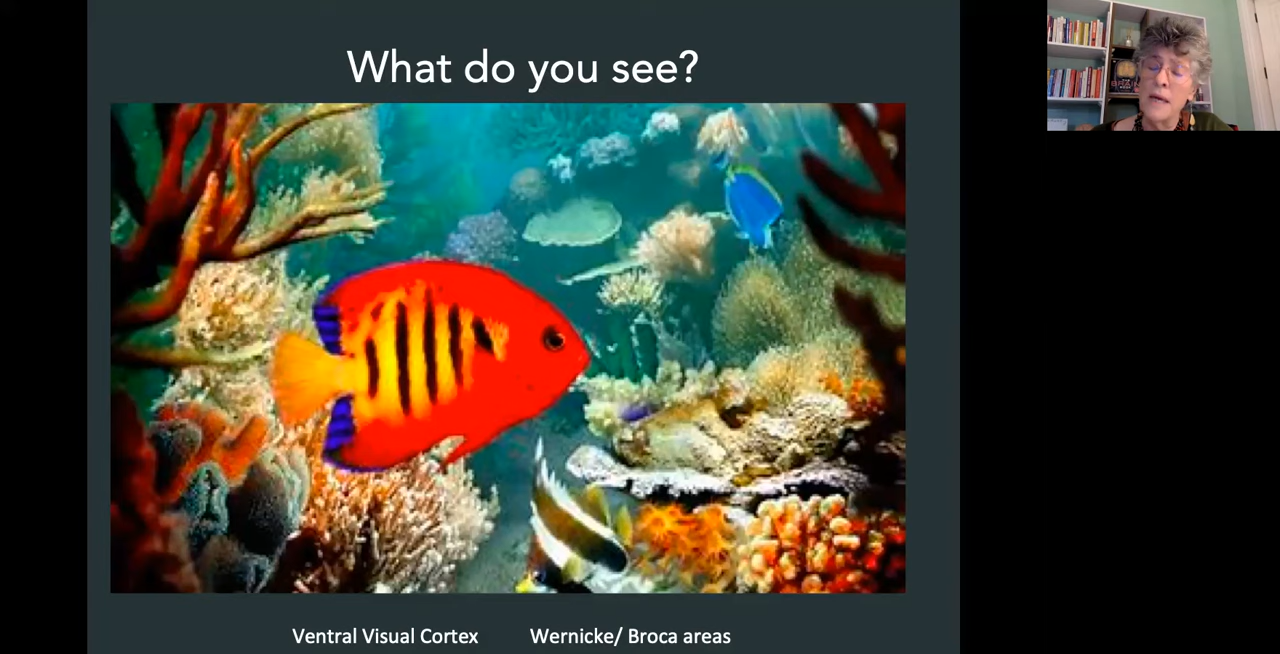 What do you see?
Ventral Visual Cortex
Wernicke/ Broca areas